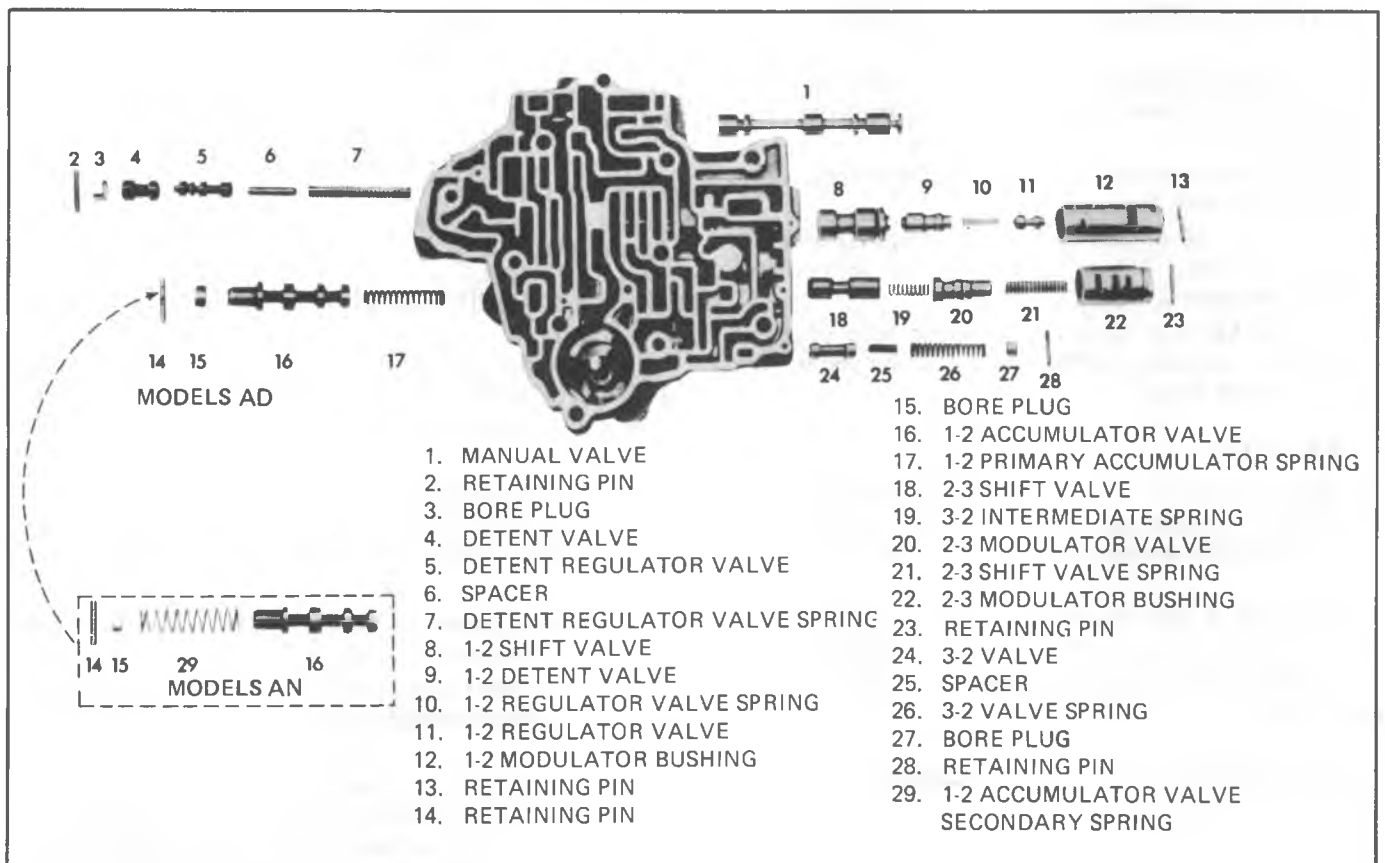 1
2 3 4 5 6 7
8 9 10 11 12 13
14 15 16 17
18 19 20 21 22 23
MODELS AD
24 25 26 27 28
14 15 29 16
MODELS AN
1. MANUAL VALVE
2. RETAINING PIN
3. BORE PLUG
4. DETENT VALVE
5. DETENT REGULATOR VALVE
6. SPACER
7. DETENT REGULATOR VALVE SPRING
8. 1-2 SHIFT VALVE
9. 1-2 DETENT VALVE
10. 1-2 REGULATOR VALVE SPRING
11. 1-2 REGULATOR VALVE
12. 1-2 MODULATOR BUSHING
13. RETAINING PIN
14. RETAINING PIN
15. BORE PLUG
16. 1-2 ACCUMULATOR VALVE
17. 1-2 PRIMARY ACCUMULATOR SPRING
18. 2-3 SHIFT VALVE
19. 3-2 INTERMEDIATE SPRING
20. 2-3 MODULATOR VALVE
21. 2-3 SHIFT VALVE SPRING
22. 2-3 MODULATOR BUSHING
23. RETAINING PIN
24. 3-2 VALVE
25. SPACER
26. 3-2 VALVE SPRING
27. BORE PLUG
28. RETAINING PIN
29. 1-2 ACCUMULATOR VALVE
SECONDARY SPRING